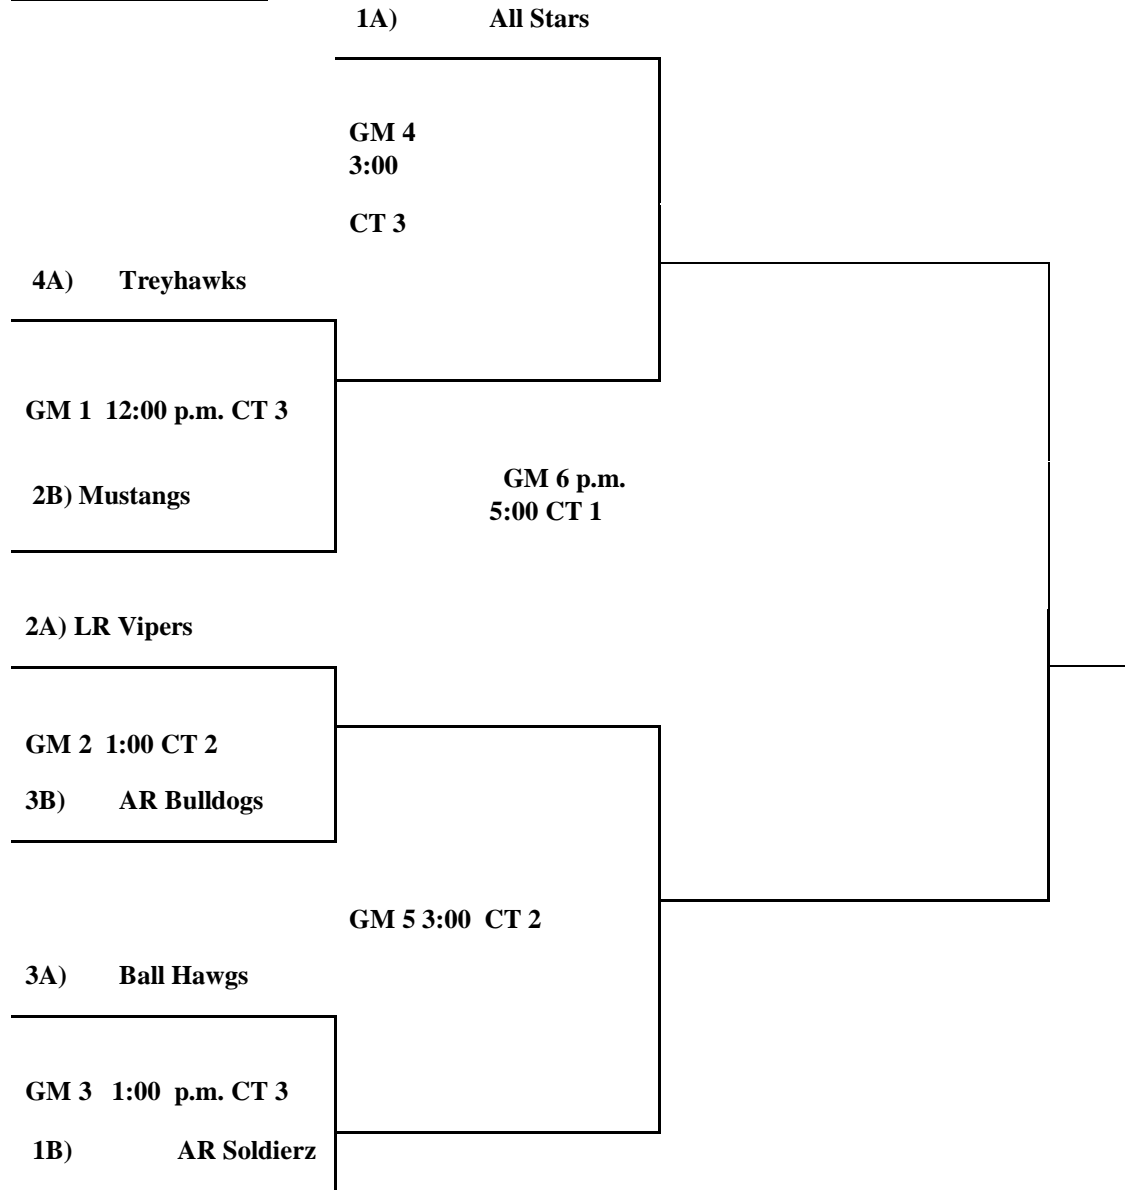 1A) All Stars
GM 4
3:00
CT 3
4A) Treyhawks
GM 1 12:00 p.m. CT 3
2B) Mustangs
GM 6 p.m.
5:00 CT 1
2A) LR Vipers
GM 2 1:00 CT 2
3B) AR Bulldogs
GM 5 3:00 CT 2
3A) Ball Hawgs
GM 3 1:00 p.m. CT 3
1B) AR Soldierz